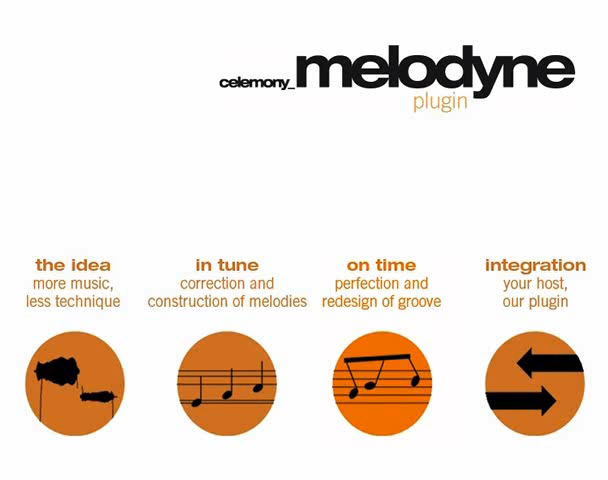 celemony_melodyne
plugin
the idea
more music,
less technique
in tune
correction and
construction of melodies
on time
perfection and
redesign of groove
integration
your host,
our plugin